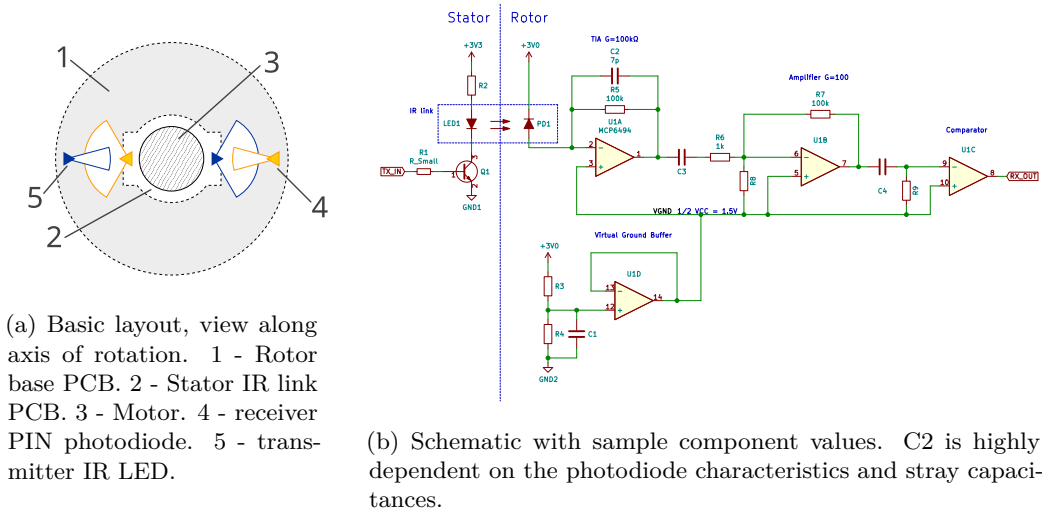 1
3
5
2
4
(a) Basic layout, view along
axis of rotation. 1 - Rotor
base PCB. 2 - Stator IR link
PCB. 3 - Motor. 4 - receiver
PIN photodiode. 5 - trans-
mitter IR LED.
Stator
Rotor
+3V3
R2
IR link
LED1
R1
R_Small
TX_IN
1
3
2
Q1
GND1
+3V0
PD1
TIA G=100kΩ
C2
7p
R5
100k
U1A
MCP6494
2
3
1
C3
R6
1k
R8
Amplifier G=100
R7
100k
U1B
6
5
7
C4
R9
Comparator
U1C
9
10
8
RX_OUT
VGND 1/2 VCC = 1.5V
Virtual Ground Buffer
+3V0
R3
R4
C1
GND2
U1D
13
12
14
(b) Schematic with sample component values. C2 is highly
dependent on the photodiode characteristics and stray capaci-
tances.